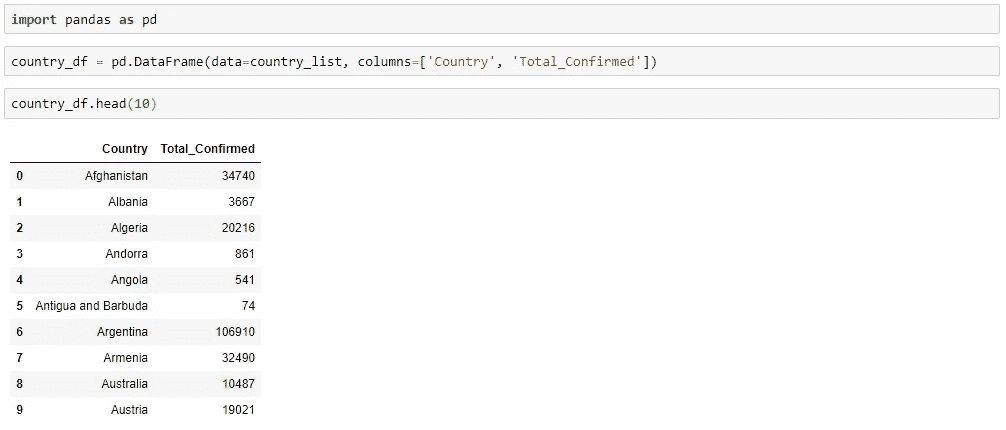 import pandas as pd
country_df = pd.DataFrame(data=country_list, columns=['Country', 'Total_Confirmed'])
country_df.head(10)
Country Total_Confirmed
0 Afghanistan 34740
1 Albania 3667
2 Algeria 20216
3 Andorra 861
4 Angola 541
5 Antigua and Barbuda 74
6 Argentina 106910
7 Armenia 32490
8 Australia 10487
9 Austria 19021